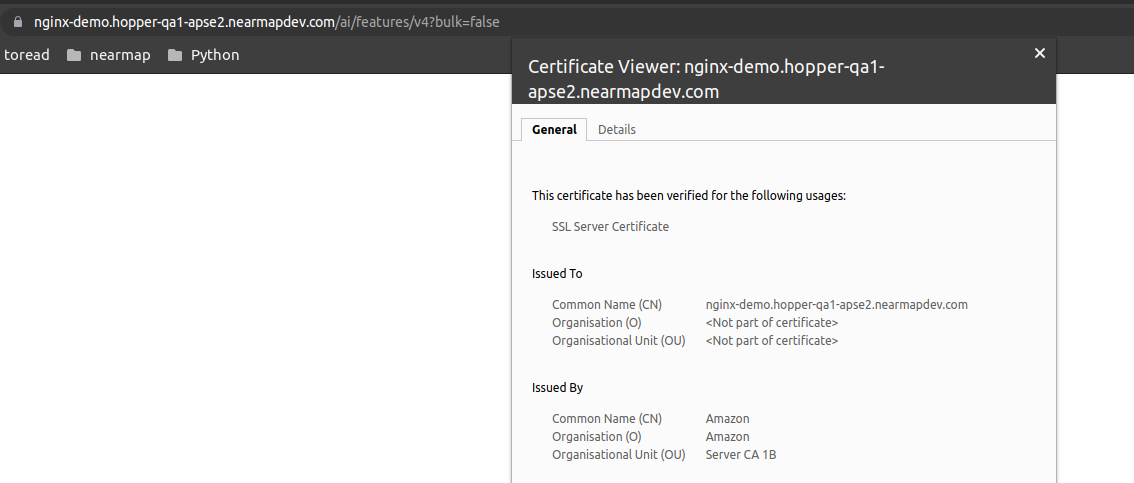 nginx-demo.hopper-qa1-apse2.nearmapdev.com/ai/features/v4?bulk=false
toread nearmap Python
Certificate Viewer: nginx-demo.hopper-qa1-
apse2.nearmapdev.com
General Details
This certificate has been verified for the following usages:
SSL Server Certificate
Issued To
Common Name (CN) nginx-demo.hopper-qa1-apse2.nearmapdev.com
Organisation (O) <Not part of certificate>
Organisational Unit (OU) <Not part of certificate>
Issued By
Common Name (CN) Amazon
Organisation (O) Amazon
Organisational Unit (OU) Server CA 1B